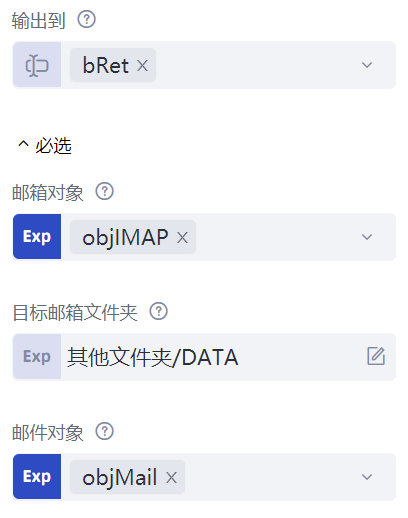 输出到
bRet
必选
邮箱对象
Exp objIMAP
目标邮箱文件夹
Exp 其他文件夹/DATA
邮件对象
Exp objMail